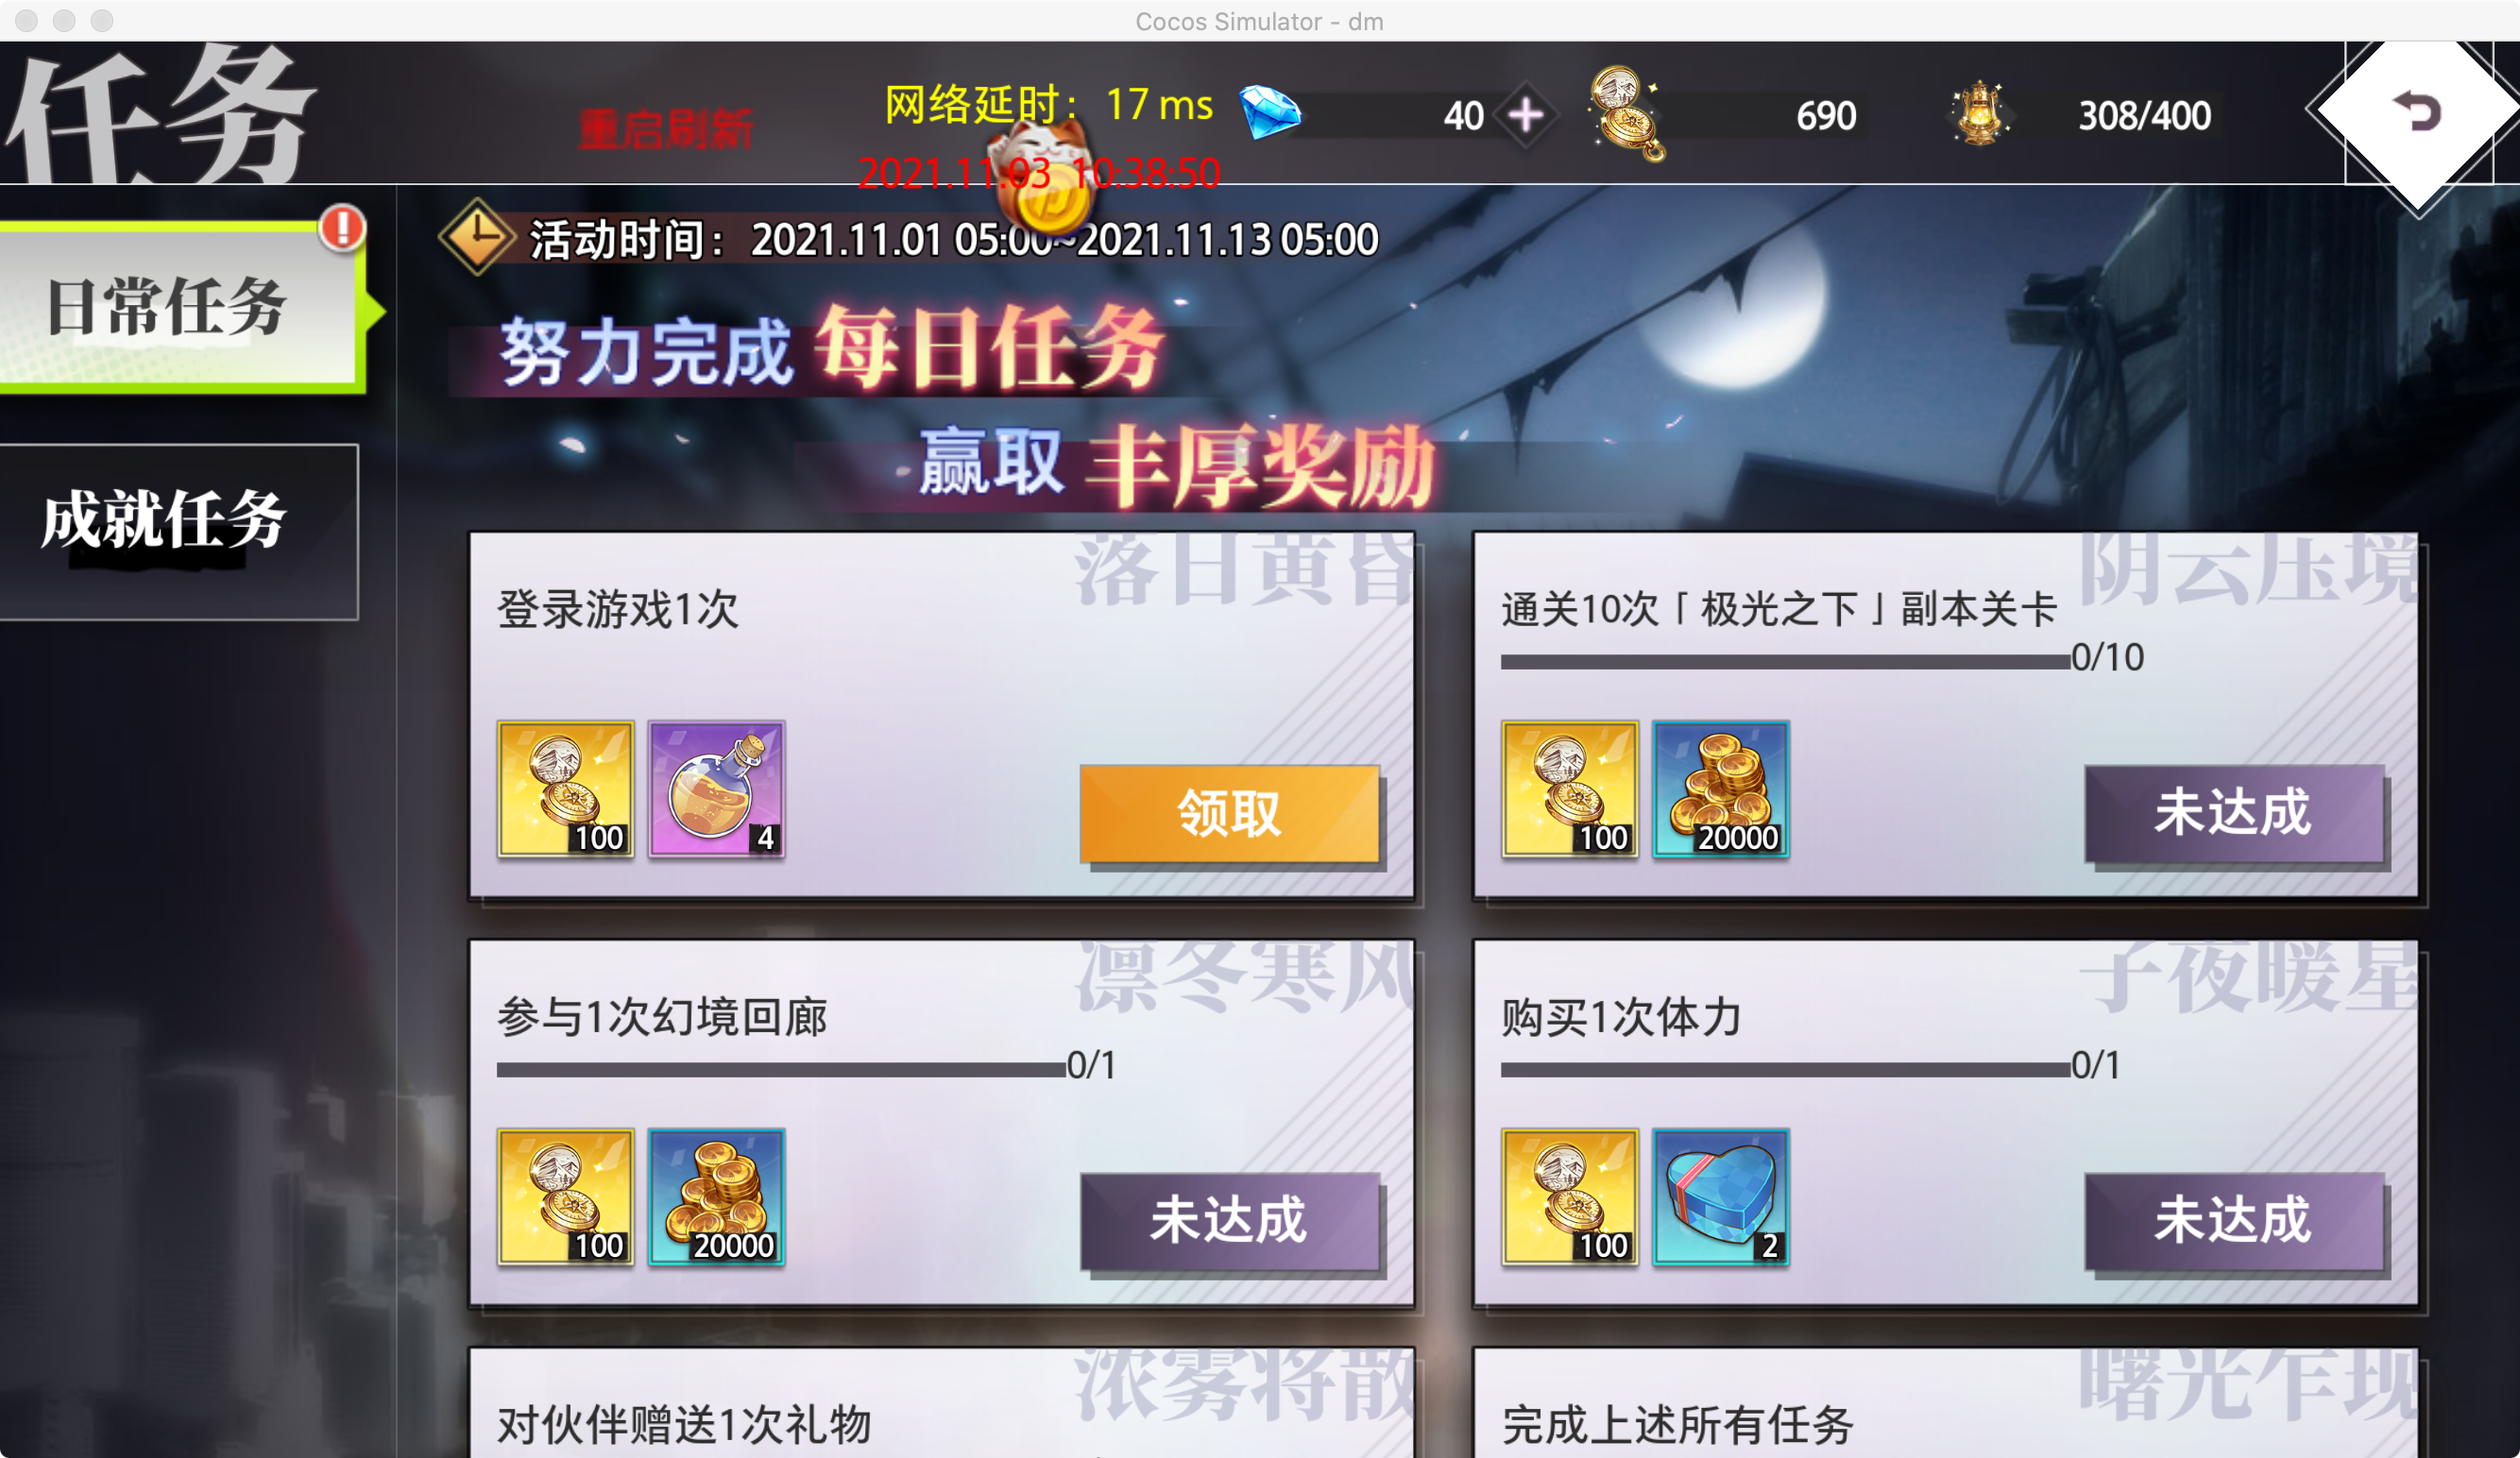 Cocos Simulator - dm
任务
重启刷新
网络延时： 17 ms
2021.11.03 10:38:50
40
690
308/400
日常任务
成就任务
活动时间： 2021.11.01 05:00~2021.11.13 05:00
努力完成 每日任务
赢取 丰厚奖励
落日黄昏
登录游戏1次
100
4
领取
阴云压境
通关10次「极光之下」副本关卡
0/10
100
20000
未达成
凛冬寒风
参与1次幻境回廊
0/1
100
20000
未达成
子夜暖星
购买1次体力
0/1
100
2
未达成
浓雾将散
对伙伴赠送1次礼物
曙光乍现
完成上述所有任务